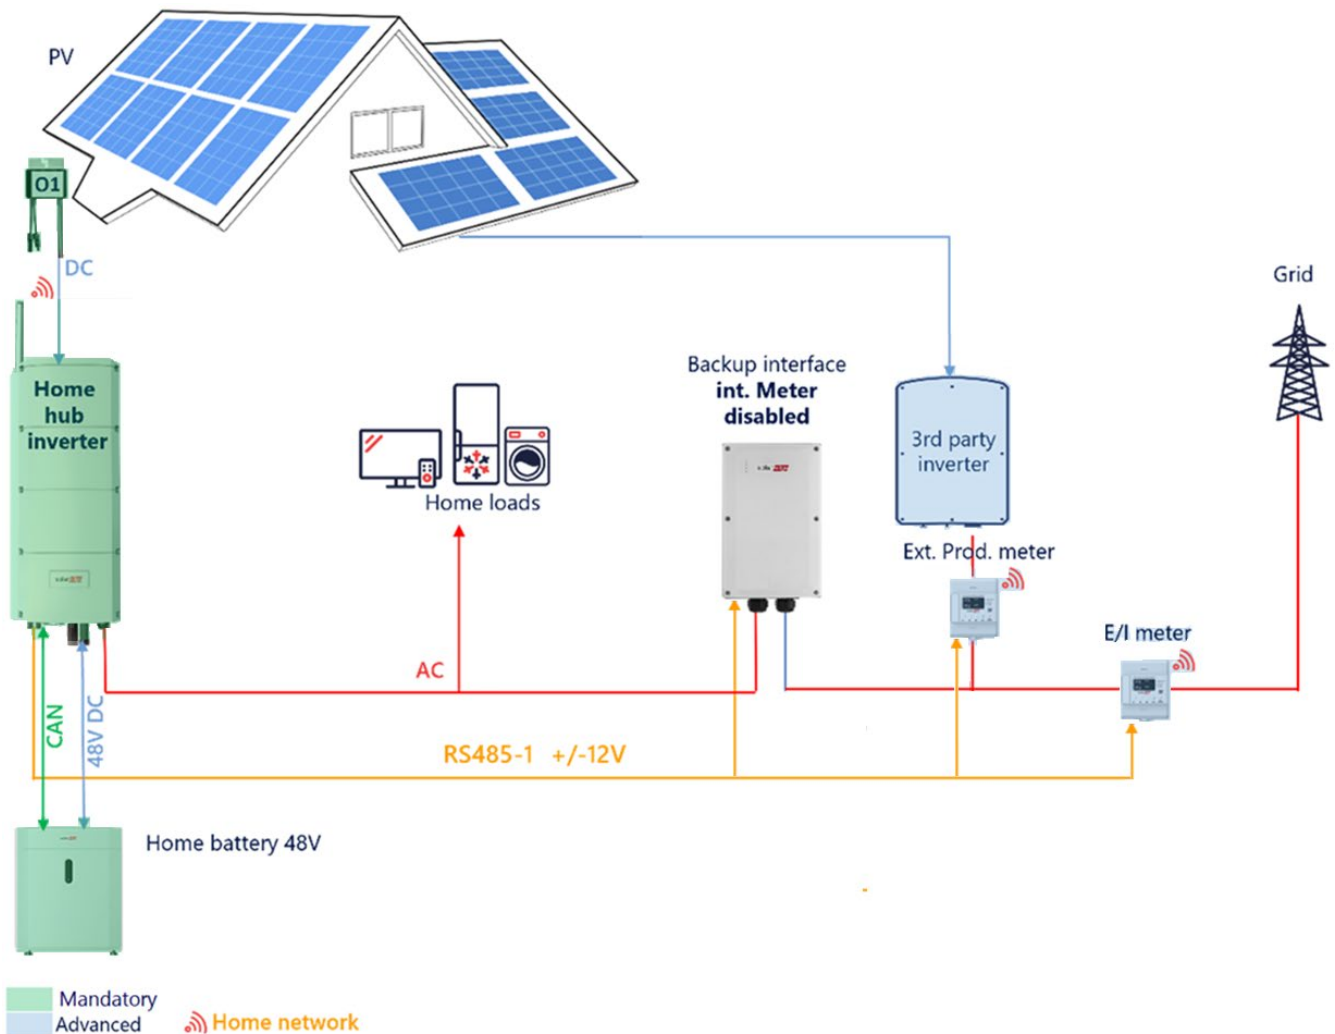 PV
O1
DC
Grid
Home
hub
inverter
Backup interface
int. Meter
disabled
3rd party
inverter
Home loads
Ext. Prod. meter
E/I meter
AC
CAN
48V DC
RS485-1 +/-12V
Home battery 48V
Mandatory
Advanced
Home network